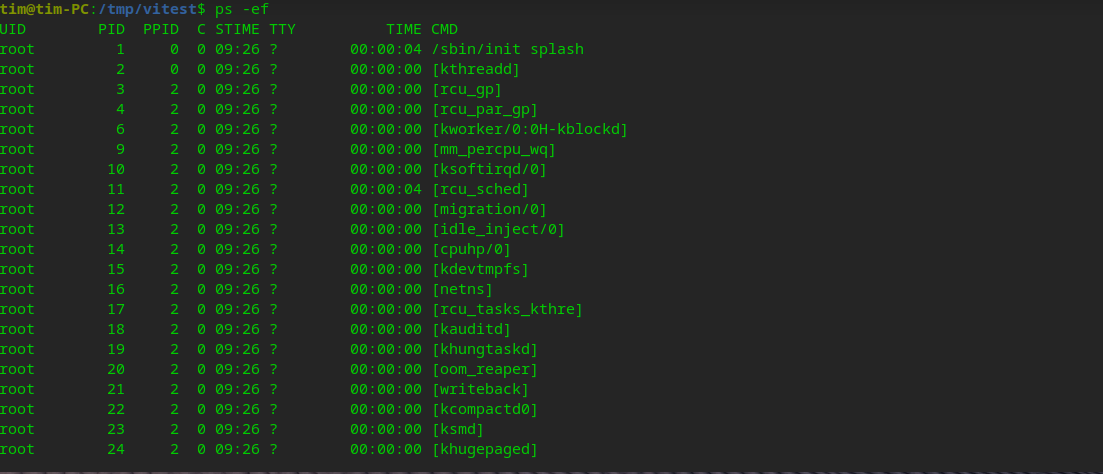 tim@tim-PC:/tmp/vitest$ ps -ef
UID        PID  PPID  C STIME TTY          TIME CMD
root         1     0  0 09:26 ?        00:00:04 /sbin/init splash
root         2     0  0 09:26 ?        00:00:00 [kthreadd]
root         3     2  0 09:26 ?        00:00:00 [rcu_gp]
root         4     2  0 09:26 ?        00:00:00 [rcu_par_gp]
root         6     2  0 09:26 ?        00:00:00 [kworker/0:0H-kblockd]
root         9     2  0 09:26 ?        00:00:00 [mm_percpu_wq]
root        10     2  0 09:26 ?        00:00:00 [ksoftirqd/0]
root        11     2  0 09:26 ?        00:00:04 [rcu_sched]
root        12     2  0 09:26 ?        00:00:00 [migration/0]
root        13     2  0 09:26 ?        00:00:00 [idle_inject/0]
root        14     2  0 09:26 ?        00:00:00 [cpuhp/0]
root        15     2  0 09:26 ?        00:00:00 [kdevtmpfs]
root        16     2  0 09:26 ?        00:00:00 [netns]
root        17     2  0 09:26 ?        00:00:00 [rcu_tasks_kthre]
root        18     2  0 09:26 ?        00:00:00 [kauditd]
root        19     2  0 09:26 ?        00:00:00 [khungtaskd]
root        20     2  0 09:26 ?        00:00:00 [oom_reaper]
root        21     2  0 09:26 ?        00:00:00 [writeback]
root        22     2  0 09:26 ?        00:00:00 [kcompactd0]
root        23     2  0 09:26 ?        00:00:00 [ksmd]
root        24     2  0 09:26 ?        00:00:00 [khugepaged]